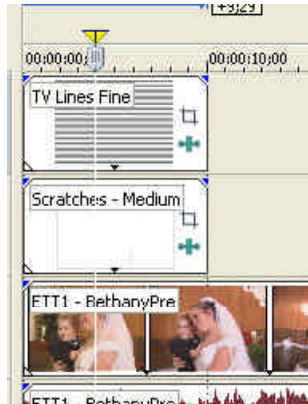 +9;29
00:00:00;
00:00:10;00
TV Lines Fine
Scratches - Medium
ETT1 - BethanyPre
ETT1 - BethanyPre